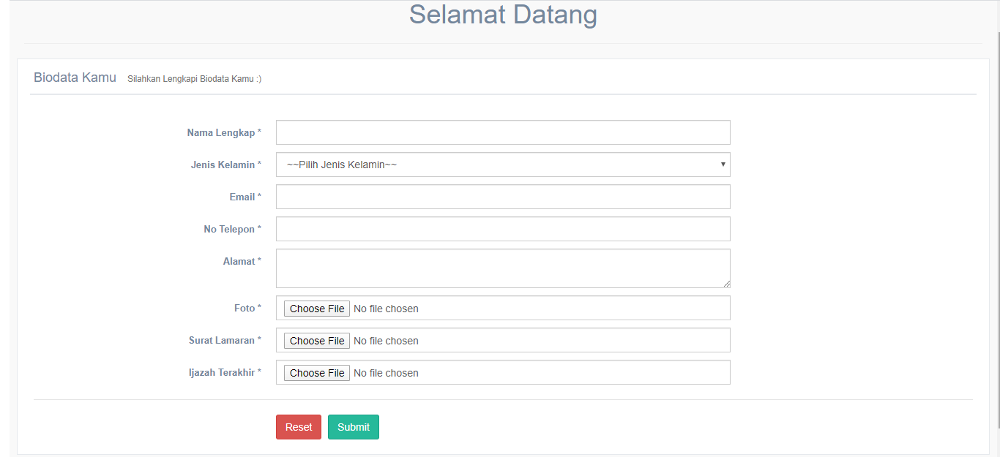 Selamat Datang
Biodata Kamu Silahkan Lengkapi Biodata Kamu :)
Nama Lengkap *
Jenis Kelamin * ~~Pilih Jenis Kelamin~~
Email *
No Telepon *
Alamat *
Foto * Choose File No file chosen
Surat Lamaran * Choose File No file chosen
Ijazah Terakhir * Choose File No file chosen
Reset Submit